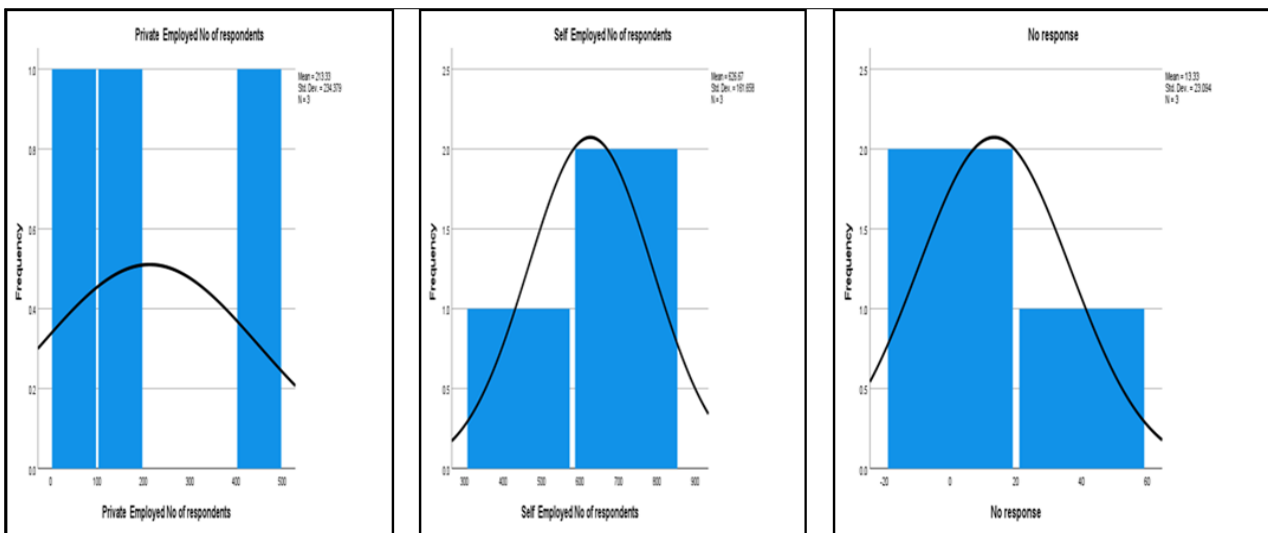 Private Employed No of respondents
Mean = 213.33
Std. Dev. = 234.379
N = 3
1.0
0.8
0.6
0.4
0.2
0.0
Frequency
0 100 200 300 400 500
Private Employed No of respondents
Self Employed No of respondents
Mean = 628.67
Std. Dev. = 161.658
N = 3
2.5
2.0
1.5
1.0
0.5
0.0
Frequency
300 400 500 600 700 800 900
Self Employed No of respondents
No response
Mean = 13.33
Std. Dev. = 23.094
N = 3
2.5
2.0
1.5
1.0
0.5
0.0
Frequency
-20 0 20 40 60
No response